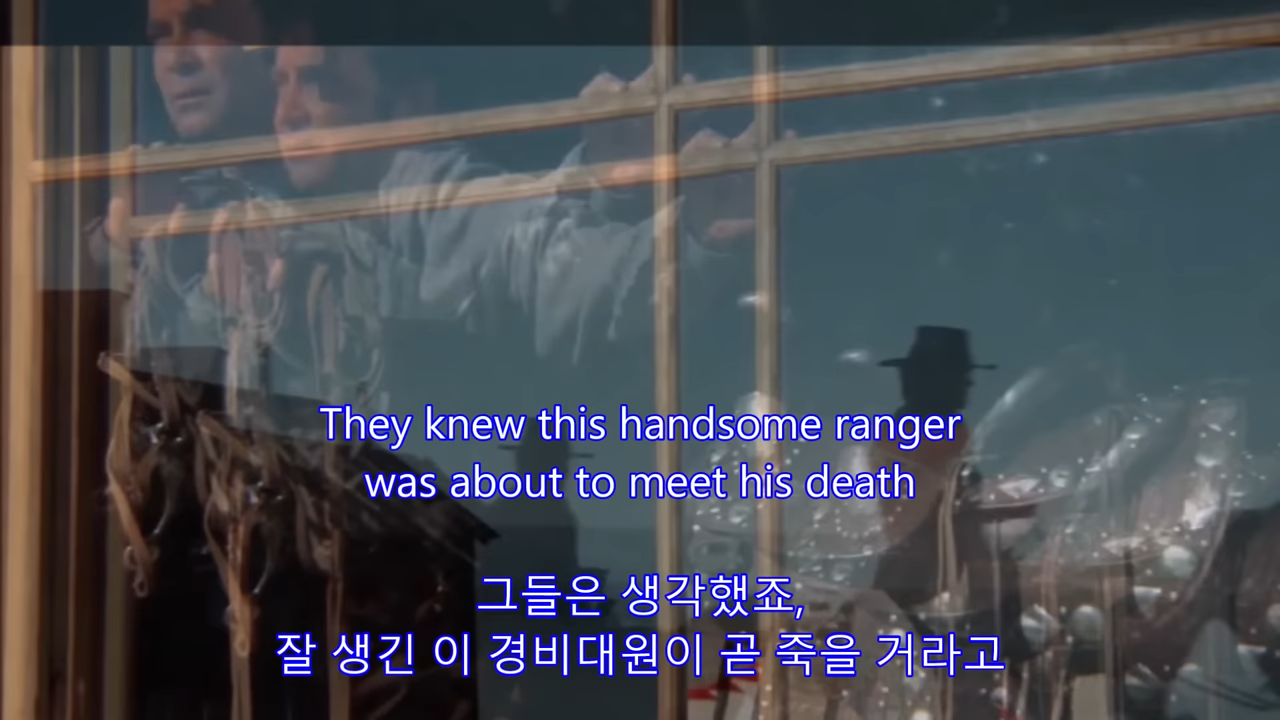 They knew this handsome ranger
was about to meet his death
그들은 생각했죠,
잘 생긴 이 경비대원이 곧 죽을 거라고